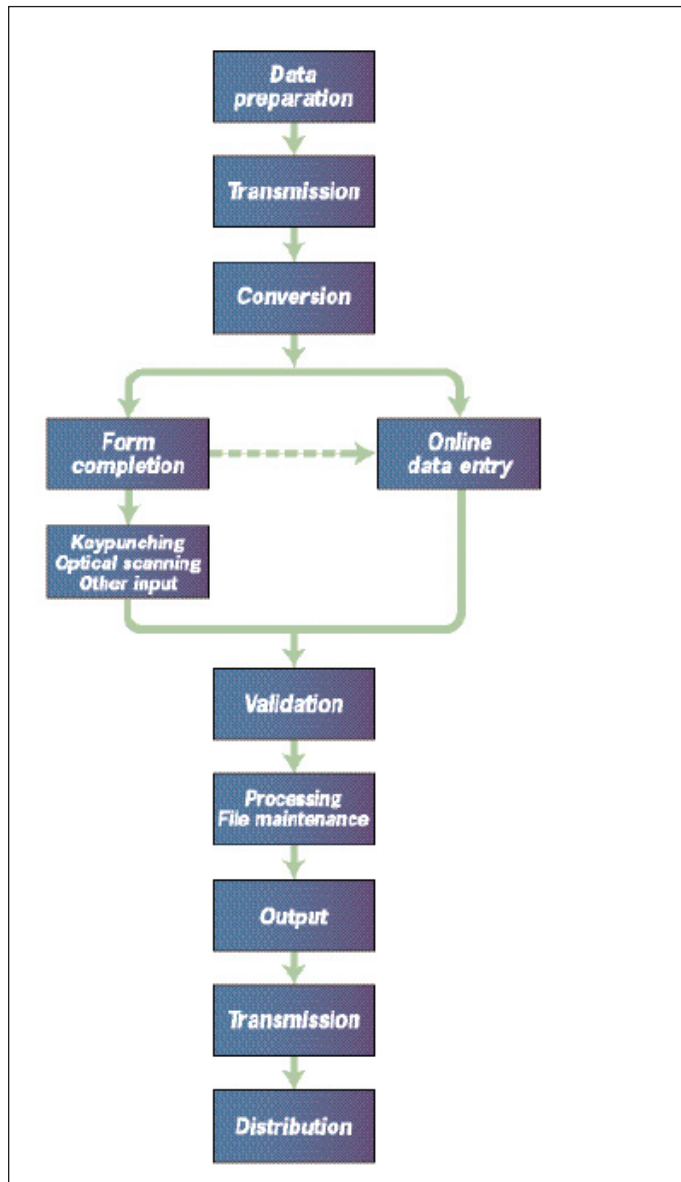 Data
preparation
Transmission
Conversion
Form
completion
Online
data entry
Keypunching
Optical scanning
Other input
Validation
Processing
File maintenance
Output
Transmission
Distribution